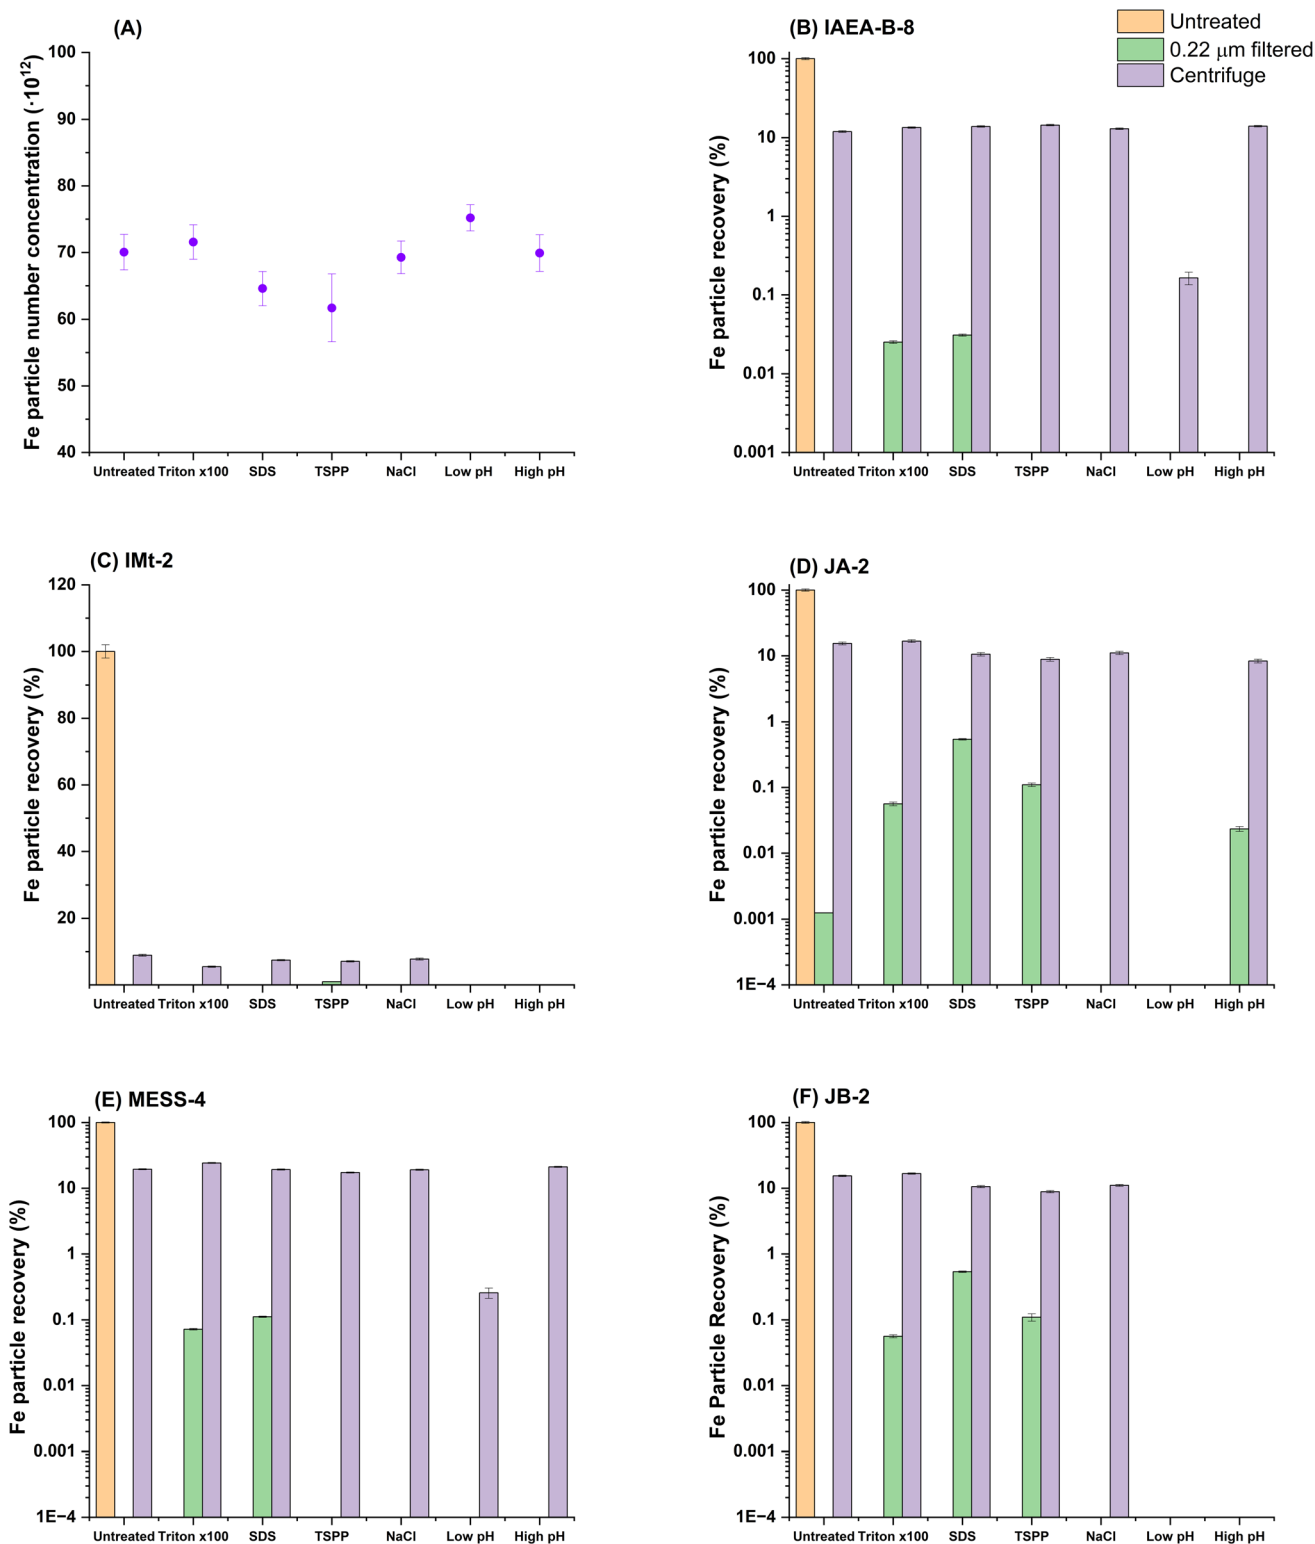 (A)
Fe particle number concentration (·10¹²)
100
90
80
70
60
50
40
Untreated Triton x100 SDS TSPP NaCl Low pH High pH
(B) IAEA-B-8
Untreated
0.22 μm filtered
Centrifuge
Fe particle recovery (%)
100
10
1
0.1
0.01
0.001
Untreated Triton x100 SDS TSPP NaCl Low pH High pH
(C) IMt-2
Fe particle recovery (%)
120
100
80
60
40
20
Untreated Triton x100 SDS TSPP NaCl Low pH High pH
(D) JA-2
Fe particle recovery (%)
100
10
1
0.1
0.01
0.001
1E−4
Untreated Triton x100 SDS TSPP NaCl Low pH High pH
(E) MESS-4
Fe particle recovery (%)
100
10
1
0.1
0.01
0.001
1E−4
Untreated Triton x100 SDS TSPP NaCl Low pH High pH
(F) JB-2
Fe Particle Recovery (%)
100
10
1
0.1
0.01
0.001
1E−4
Untreated Triton x100 SDS TSPP NaCl Low pH High pH